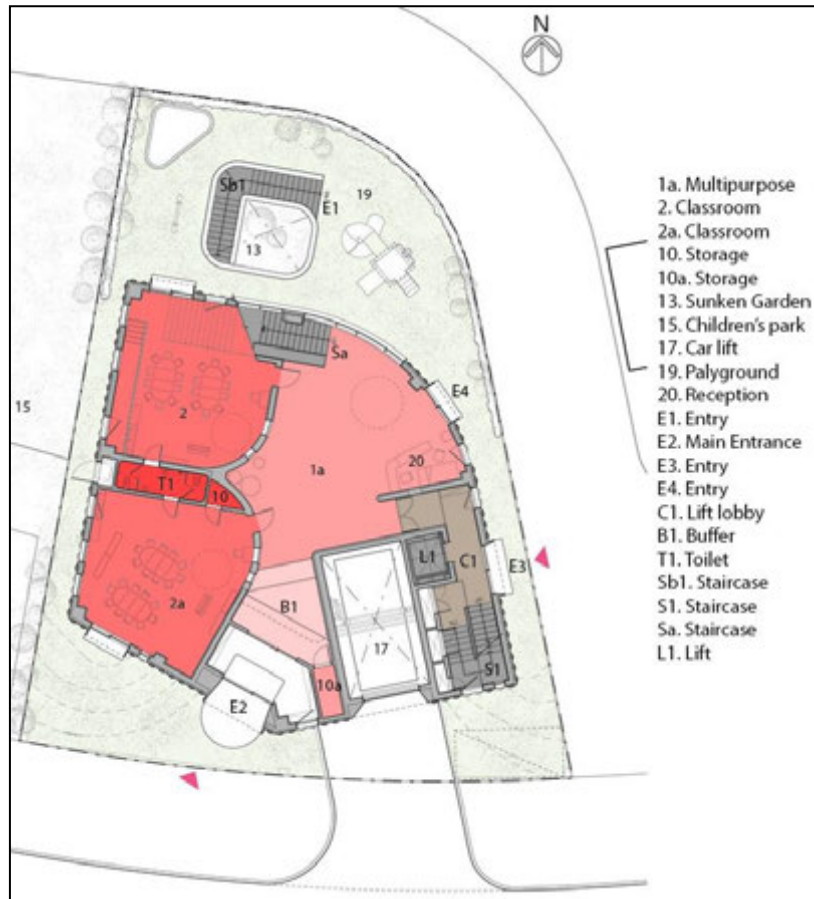 N
Sb1
19
E1
13
Sa
E4
2
15
20
1a
T1
10
L1
C1
E3
B1
2a
17
10a
S1
E2
1a. Multipurpose
2. Classroom
2a. Classroom
10. Storage
10a. Storage
13. Sunken Garden
15. Children's park
17. Car lift
19. Palyground
20. Reception
E1. Entry
E2. Main Entrance
E3. Entry
E4. Entry
C1. Lift lobby
B1. Buffer
T1. Toilet
Sb1. Staircase
S1. Staircase
Sa. Staircase
L1. Lift